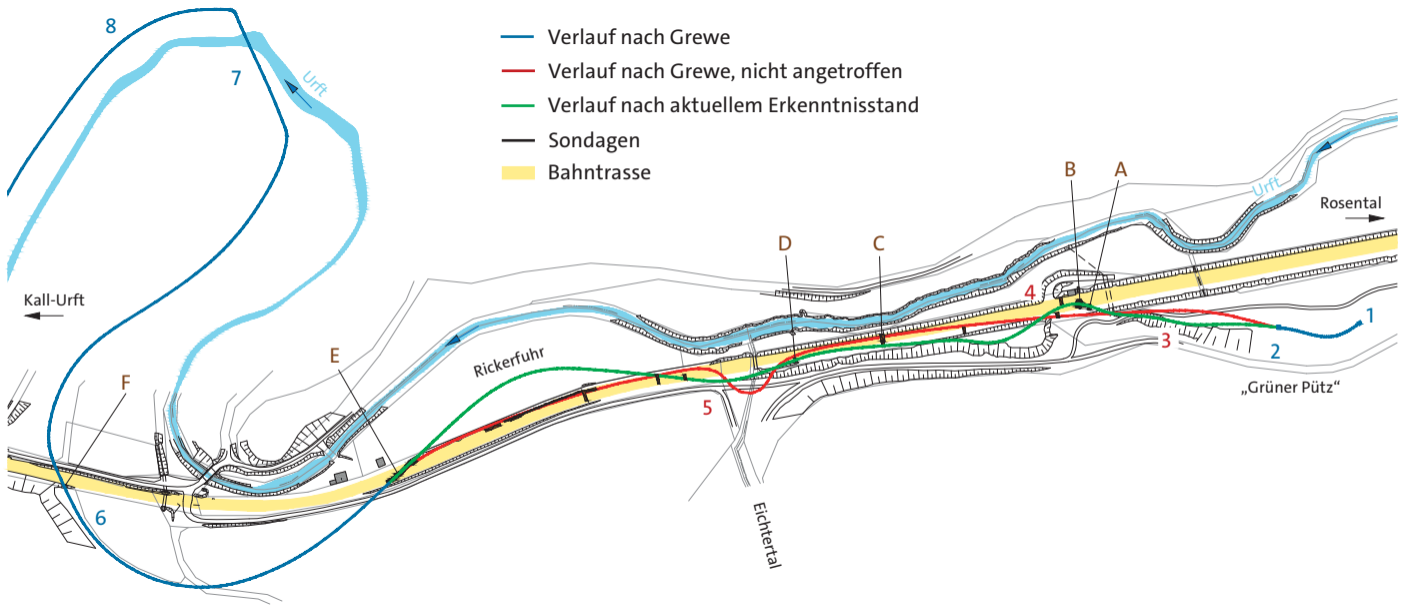 8
7
Urft
Verlauf nach Grewe
Verlauf nach Grewe, nicht angetroffen
Verlauf nach aktuellem Erkenntnisstand
Sondagen
Bahntrasse
B
A
Urft
Rosental
D
C
4
Kall-Urft
1
3
2
„Grüner Pütz“
Rickerfuhr
E
F
5
6
Eichtertal